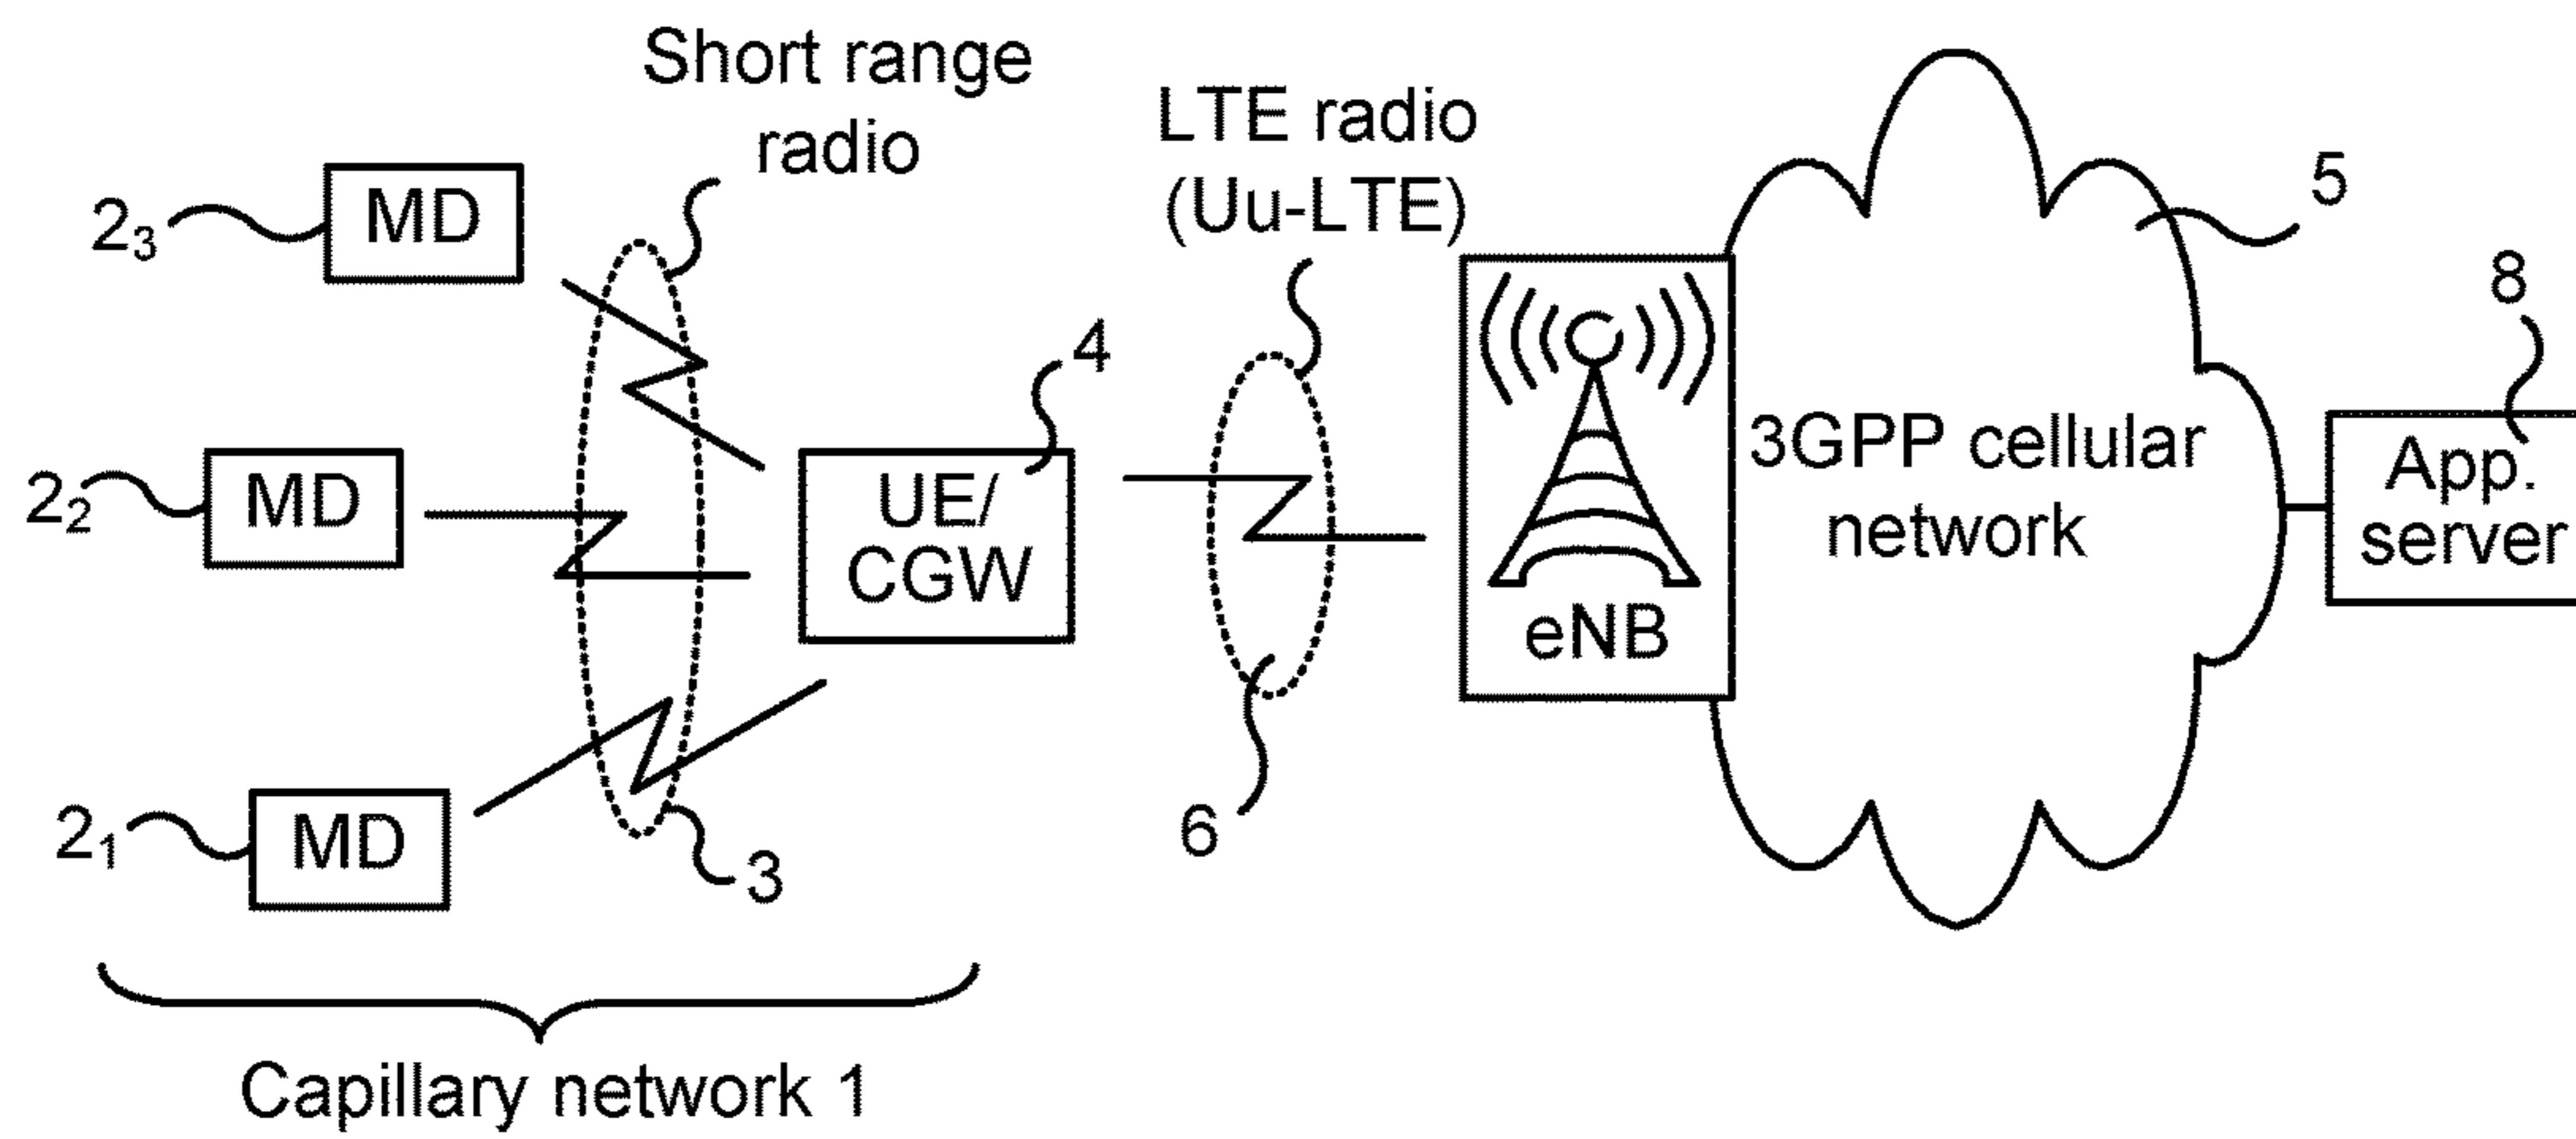 Short range
radio
LTE radio
(Uu-LTE)
5
8
2₃
MD
4
2₂
MD
UE/
CGW
3GPP cellular
network
App.
server
eNB
2₁
MD
3
6
Capillary network 1